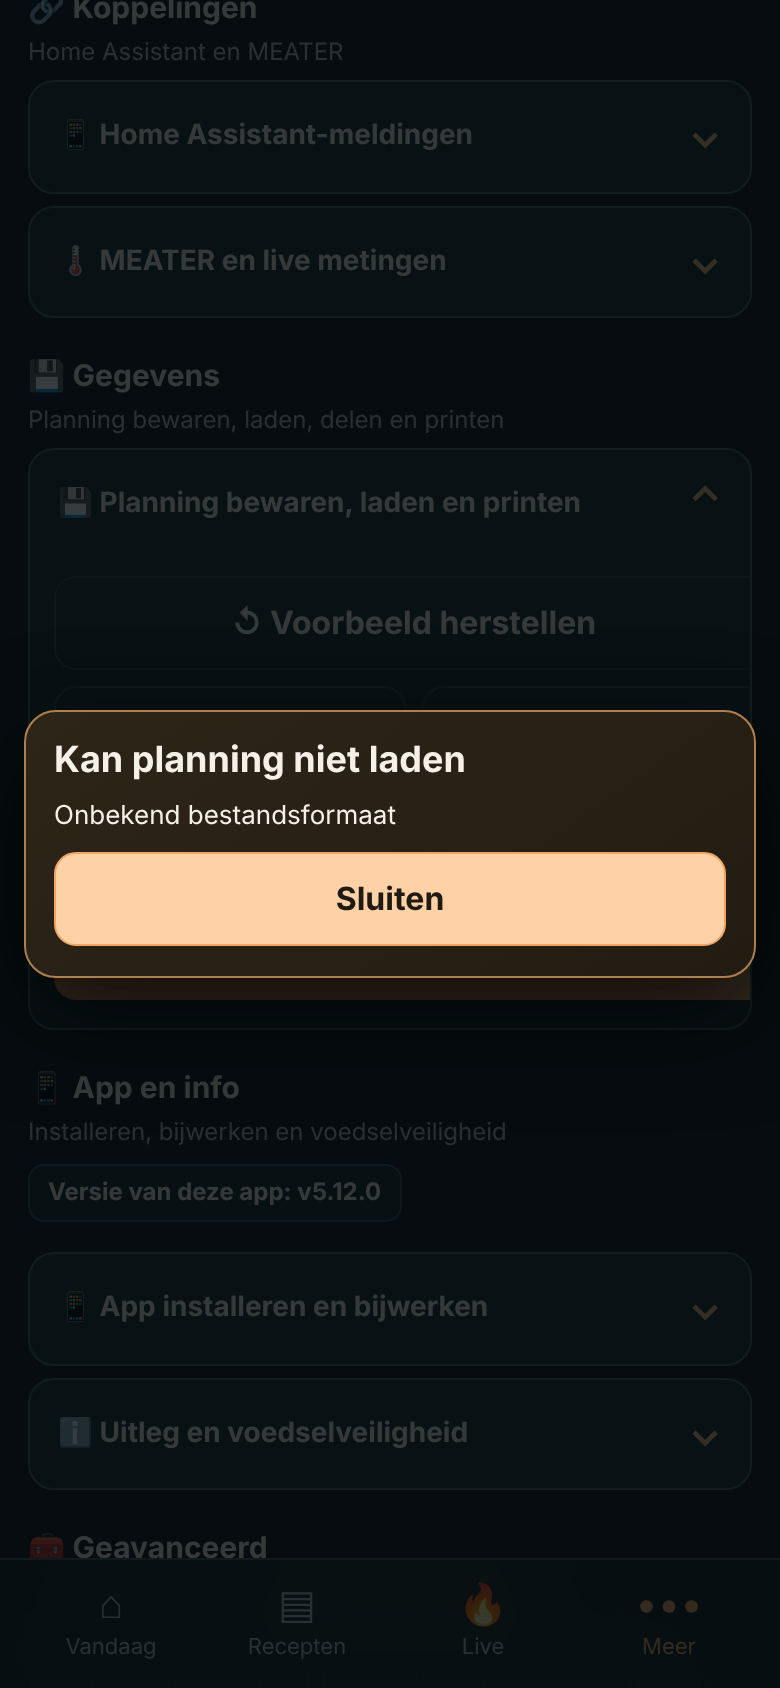 Koppelingen
Home Assistant en MEATER
Home Assistant-meldingen
MEATER en live metingen
Gegevens
Planning bewaren, laden, delen en printen
Planning bewaren, laden en printen
Voorbeeld herstellen
Kan planning niet laden
Onbekend bestandsformaat
Sluiten
App en info
Installeren, bijwerken en voedselveiligheid
Versie van deze app: v5.12.0
App installeren en bijwerken
Uitleg en voedselveiligheid
Geavanceerd
Vandaag
Recepten
Live
Meer